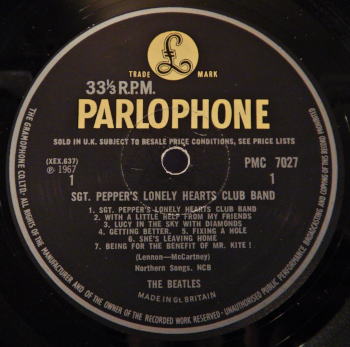 £
TRADE MARK
33⅓ R.P.M.
PARLOPHONE
SOLD IN U.K. SUBJECT TO RESALE PRICE CONDITIONS, SEE PRICE LISTS
(XEX.637) PMC 7027
℗ 1967
1 1
SGT. PEPPER'S LONELY HEARTS CLUB BAND
1. SGT. PEPPER'S LONELY HEARTS CLUB BAND
2. WITH A LITTLE HELP FROM MY FRIENDS
3. LUCY IN THE SKY WITH DIAMONDS
4. GETTING BETTER. 5. FIXING A HOLE
6. SHE'S LEAVING HOME
7. BEING FOR THE BENEFIT OF MR. KITE !
(Lennon—McCartney)
Northern Songs, NCB
THE BEATLES
MADE IN GT. BRITAIN
THE GRAMOPHONE CO. LTD. ALL RIGHTS OF THE MANUFACTURER AND OF THE OWNER OF THE RECORDED WORK RESERVED · UNAUTHORISED PUBLIC PERFORMANCE BROADCASTING AND COPYING OF THIS RECORD PROHIBITED